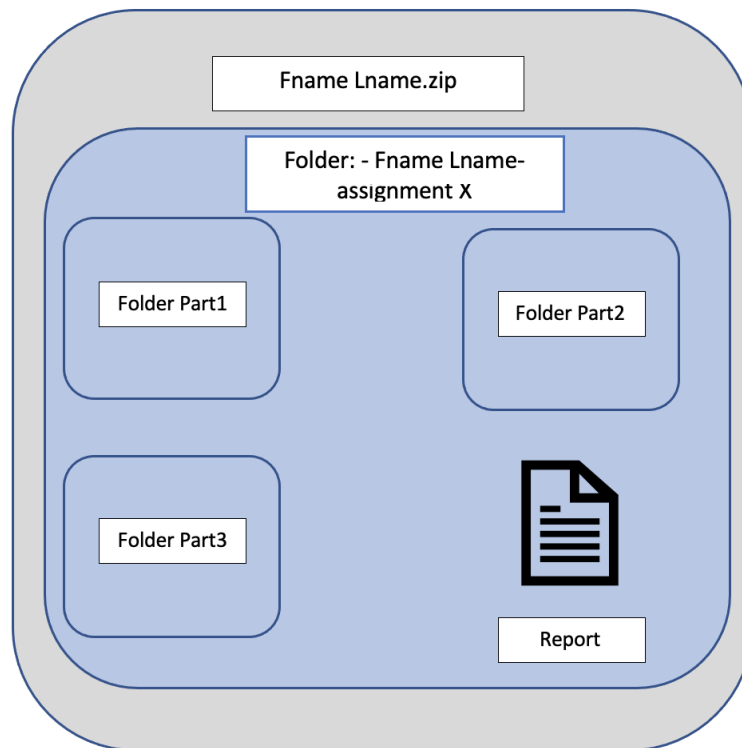 Fname Lname.zip
Folder: - Fname Lname-
assignment X
Folder Part1
Folder Part2
Folder Part3
Report